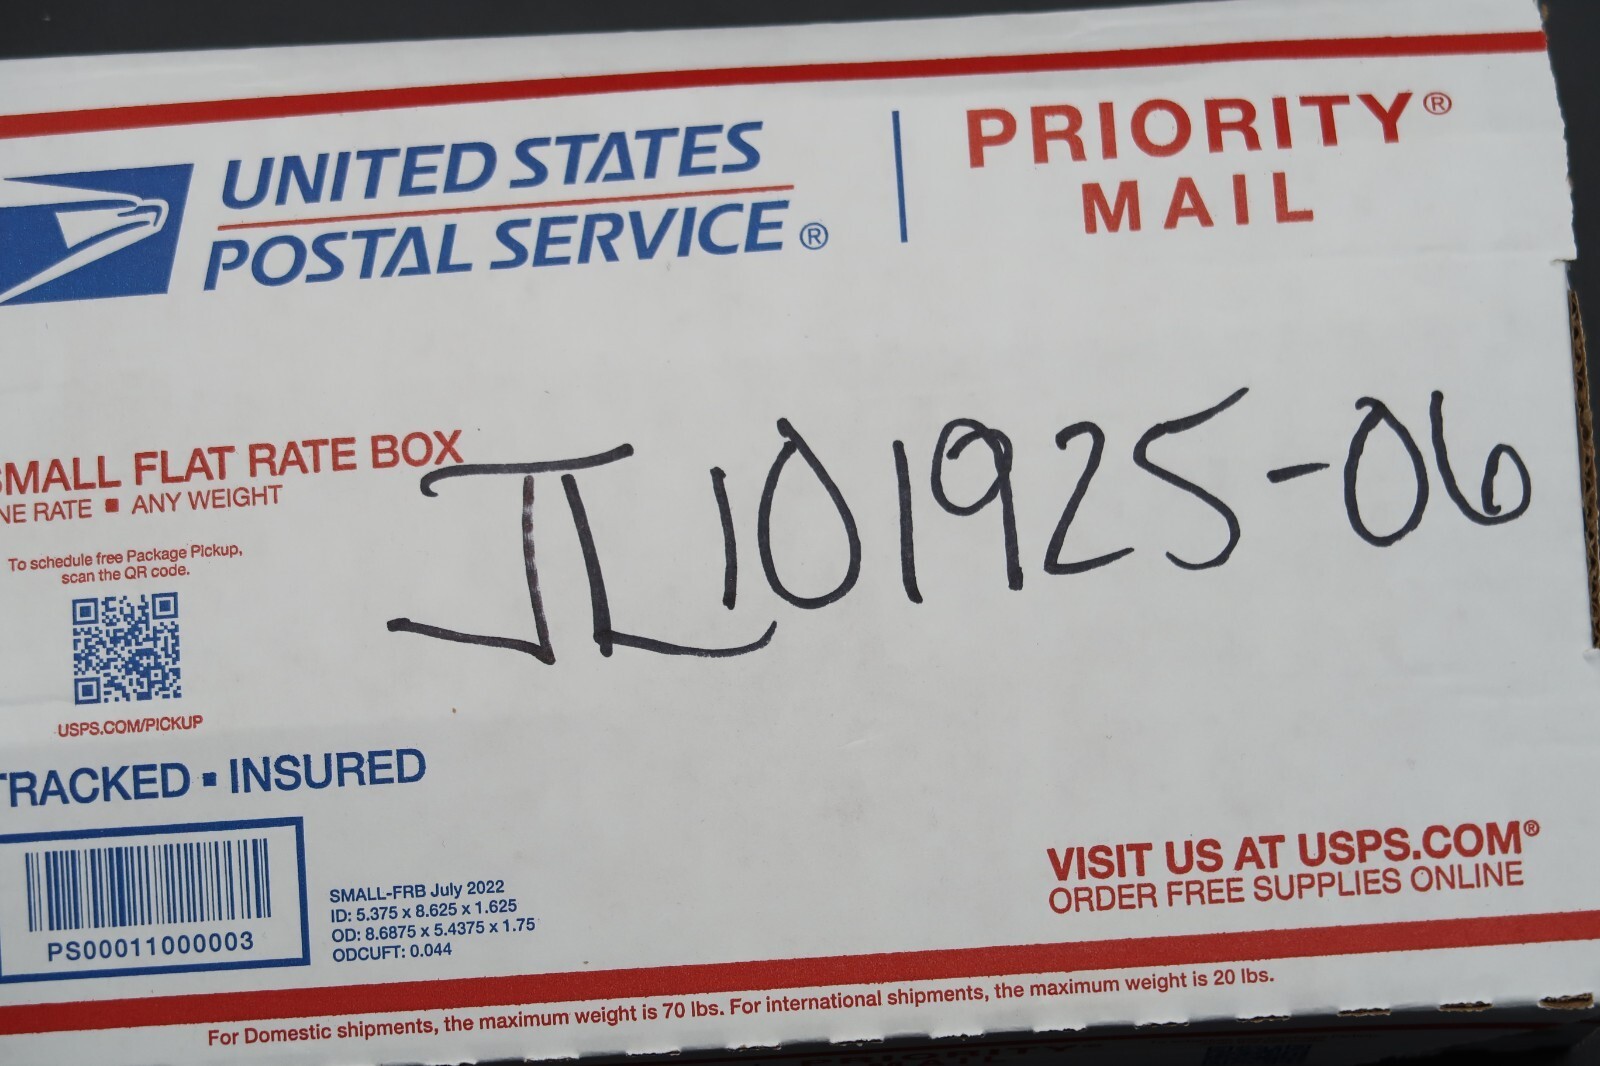 UNITED STATES
POSTAL SERVICE®
PRIORITY®
MAIL
SMALL FLAT RATE BOX
NE RATE ■ ANY WEIGHT
To schedule free Package Pickup,
scan the QR code.
USPS.COM/PICKUP
JL101925-06
TRACKED ▪ INSURED
PS00011000003
SMALL-FRB July 2022
ID: 5.375 x 8.625 x 1.625
OD: 8.6875 x 5.4375 x 1.75
ODCUFT: 0.044
VISIT US AT USPS.COM®
ORDER FREE SUPPLIES ONLINE
For Domestic shipments, the maximum weight is 70 lbs. For international shipments, the maximum weight is 20 lbs.
PRIORITY
MAIL